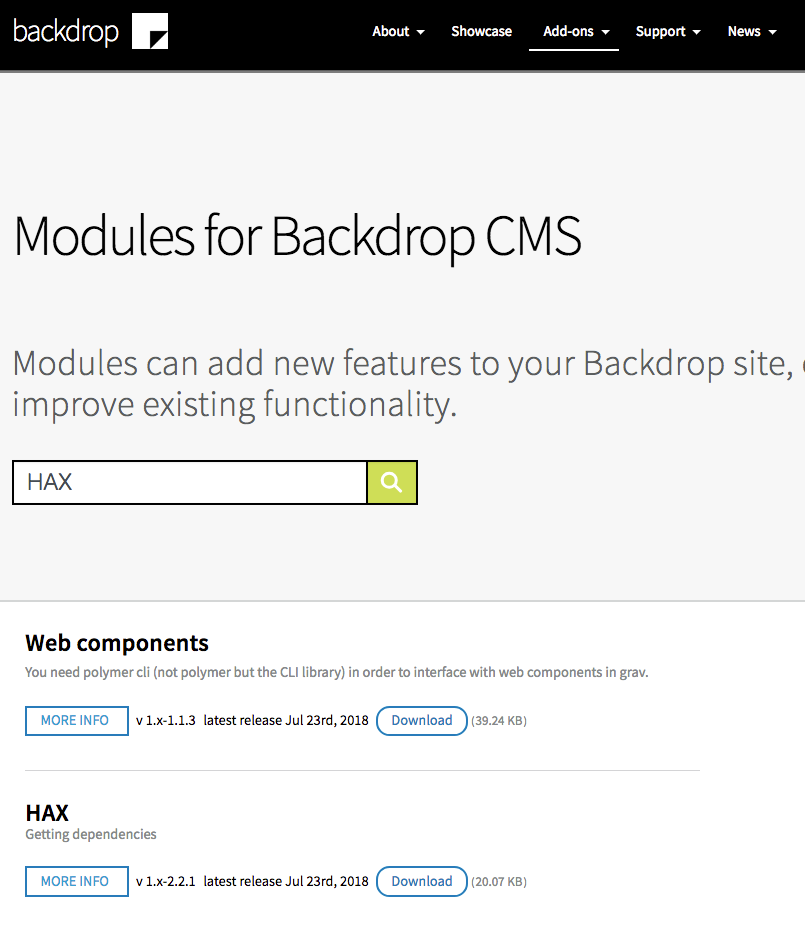 backdrop
About Showcase Add-ons Support News
Modules for Backdrop CMS
Modules can add new features to your Backdrop site,
improve existing functionality.
HAX
Web components
You need polymer cli (not polymer but the CLI library) in order to interface with web components in grav.
MORE INFO v 1.x-1.1.3 latest release Jul 23rd, 2018 Download (39.24 KB)
HAX
Getting dependencies
MORE INFO v 1.x-2.2.1 latest release Jul 23rd, 2018 Download (20.07 KB)